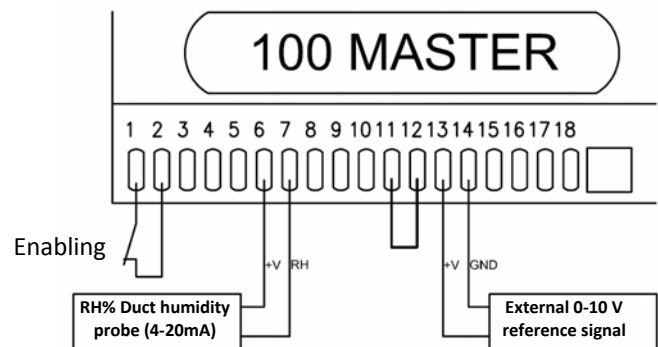 100 MASTER
1 2 3 4 5 6 7 8 9 10 11 12 13 14 15 16 17 18
Enabling
+V RH +V GND
RH% Duct humidity
probe (4-20mA)
External 0-10 V
reference signal